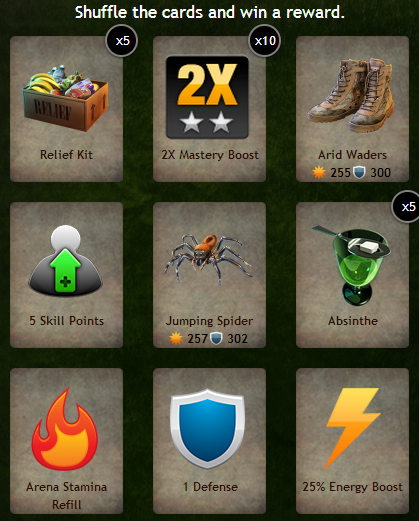 Shuffle the cards and win a reward.
x5
x10
RELIEF
2X
Relief Kit
2X Mastery Boost
Arid Waders
255 300
x5
5 Skill Points
Jumping Spider
257 302
Absinthe
Arena Stamina
Refill
1 Defense
25% Energy Boost